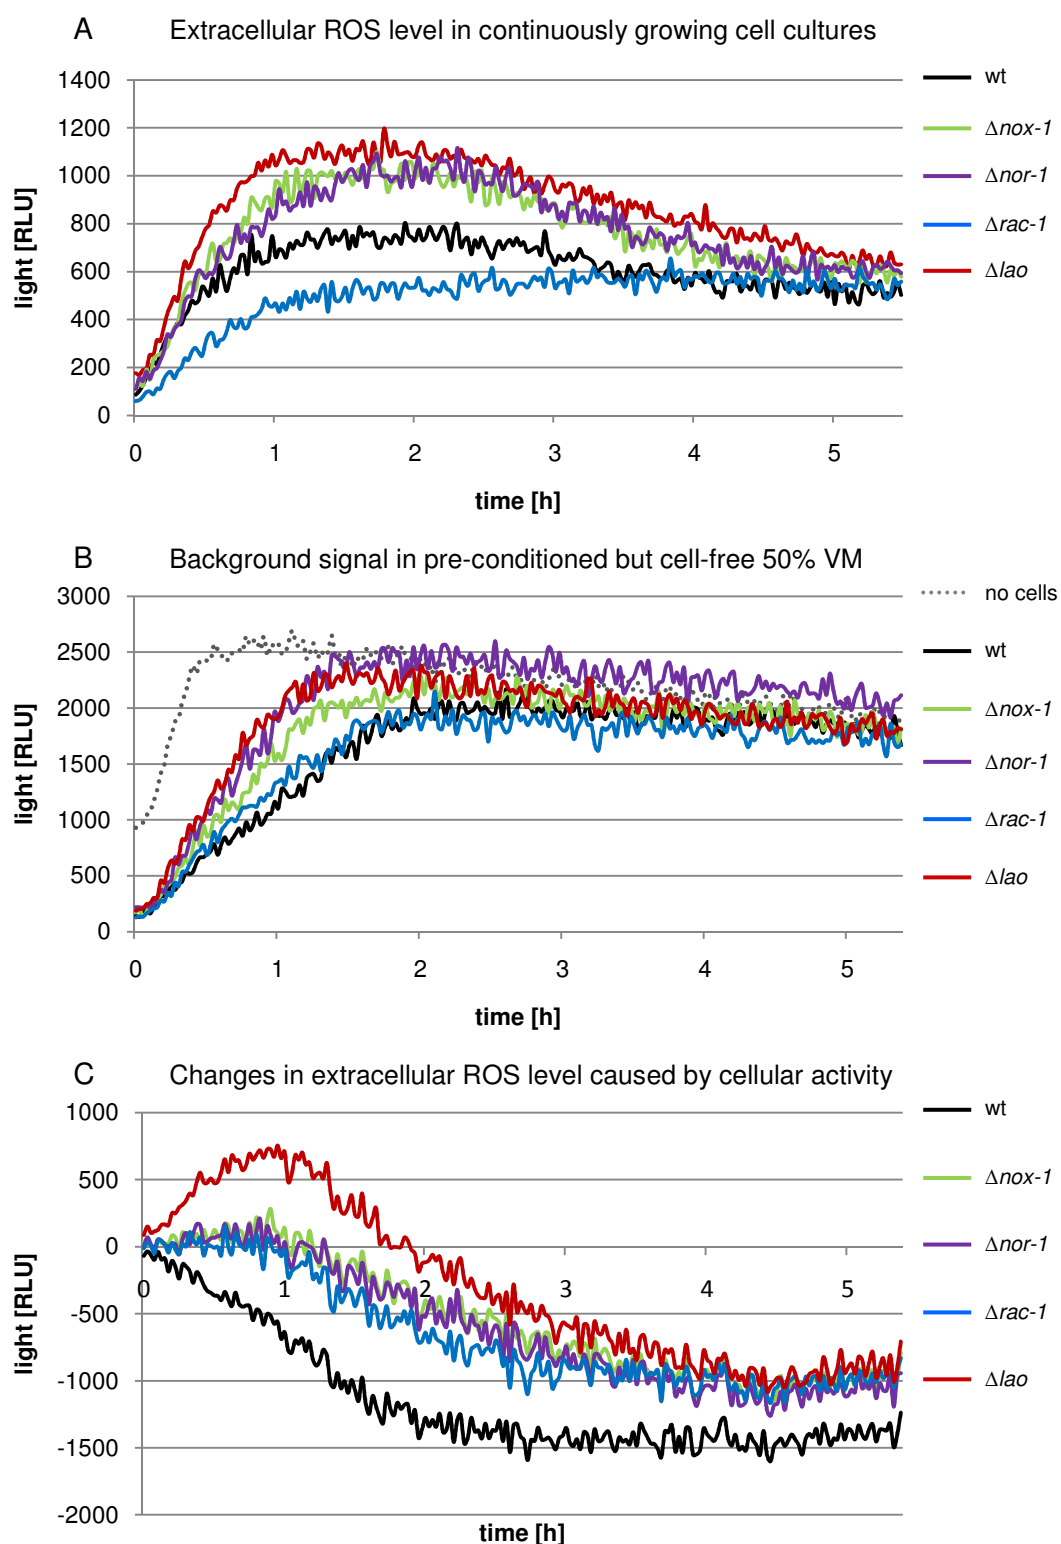 A Extracellular ROS level in continuously growing cell cultures
1400
1200
1000
800
600
400
200
0
light [RLU]
0 1 2 3 4 5
time [h]
wt
Δnox-1
Δnor-1
Δrac-1
Δlao
B Background signal in pre-conditioned but cell-free 50% VM
3000
2500
2000
1500
1000
500
0
light [RLU]
0 1 2 3 4 5
time [h]
no cells
wt
Δnox-1
Δnor-1
Δrac-1
Δlao
C Changes in extracellular ROS level caused by cellular activity
1000
500
0
-500
-1000
-1500
-2000
light [RLU]
0 1 2 3 4 5
time [h]
wt
Δnox-1
Δnor-1
Δrac-1
Δlao